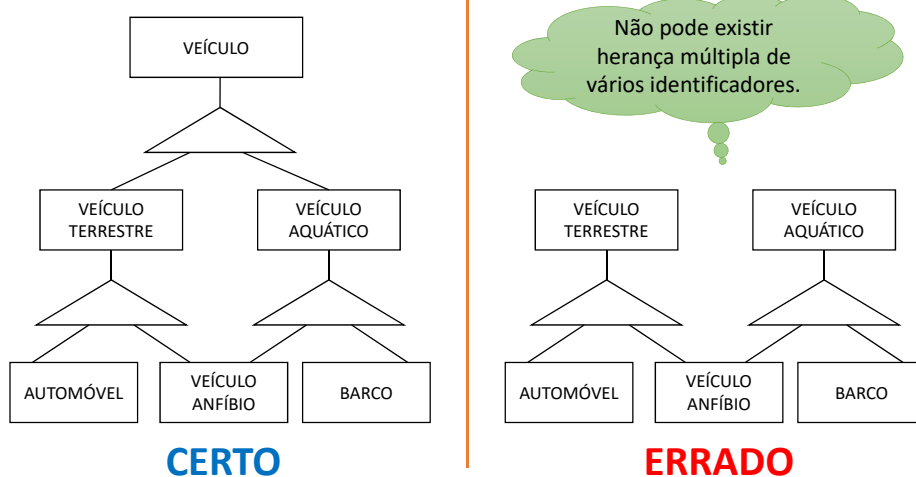 VEÍCULO
VEÍCULO
TERRESTRE
VEÍCULO
AQUÁTICO
AUTOMÓVEL
VEÍCULO
ANFÍBIO
BARCO
CERTO
Não pode existir
herança múltipla de
vários identificadores.
VEÍCULO
TERRESTRE
VEÍCULO
AQUÁTICO
AUTOMÓVEL
VEÍCULO
ANFÍBIO
BARCO
ERRADO